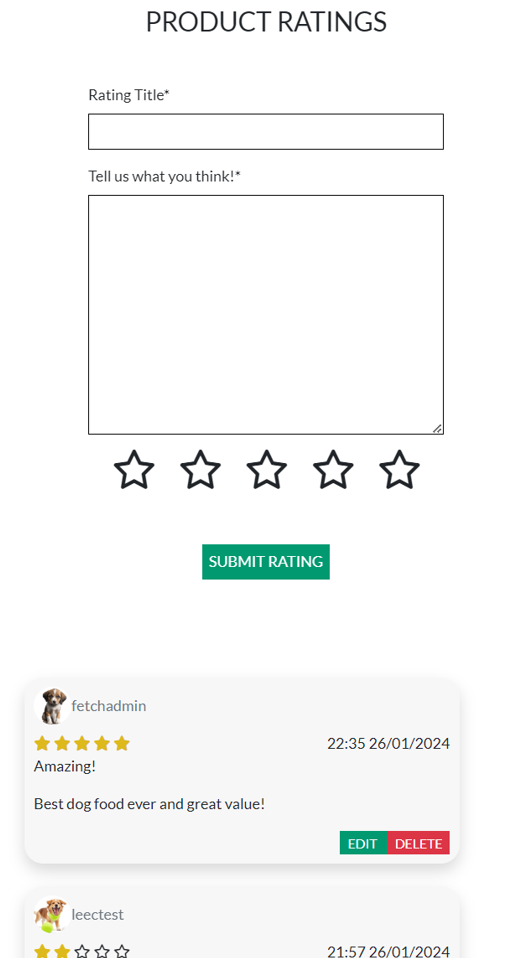 PRODUCT RATINGS
Rating Title*
Tell us what you think!*
SUBMIT RATING
fetchadmin
22:35 26/01/2024
Amazing!
Best dog food ever and great value!
EDIT DELETE
leectest
21:57 26/01/2024